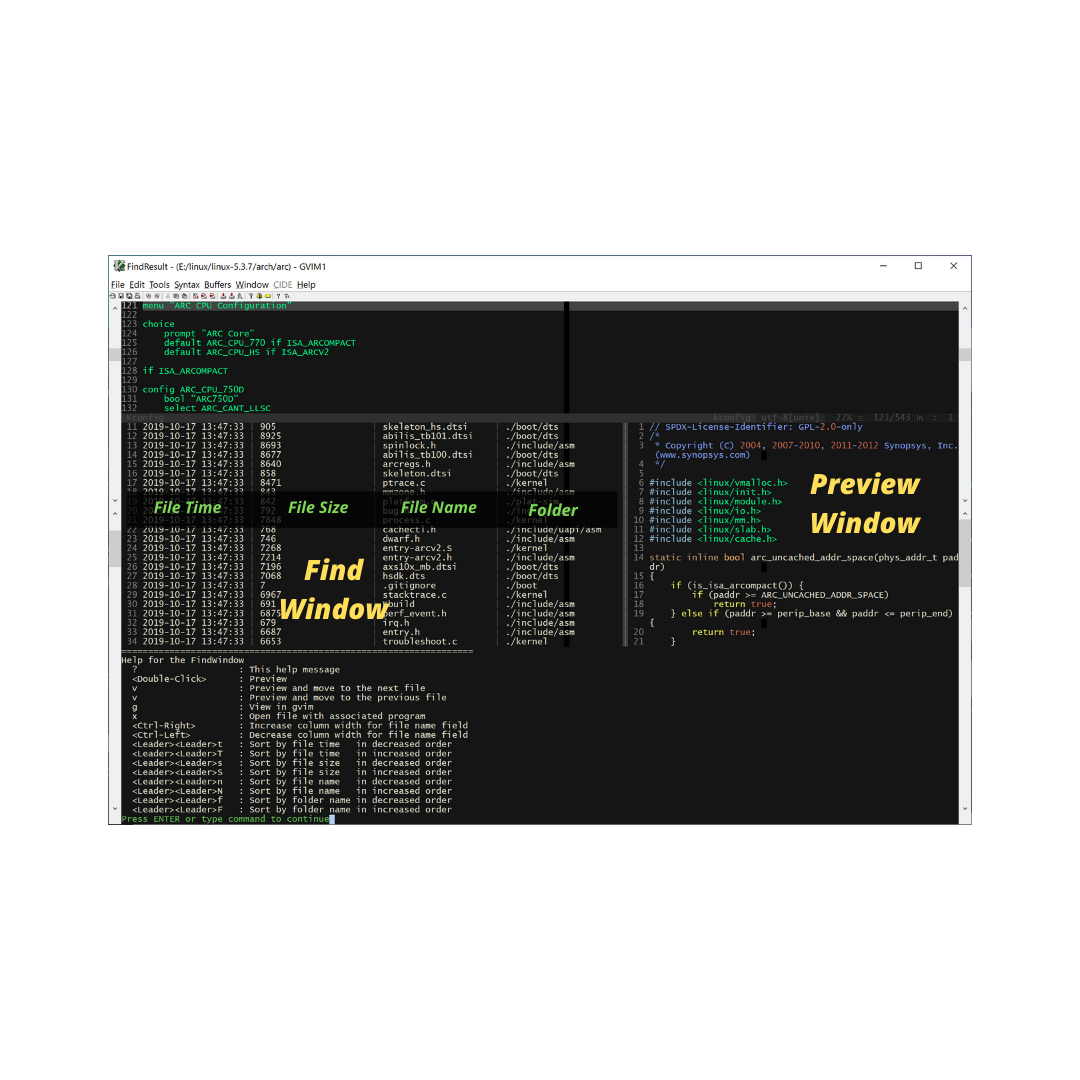 FindResult - (E:/linux/linux-5.3.7/arch/arc) - GVIM1
File Edit Tools Syntax Buffers Window CIDE Help
121 menu "ARC CPU Configuration"
122
123 choice
124 prompt "ARC Core"
125 default ARC_CPU_770 if ISA_ARCOMPACT
126 default ARC_CPU_HS if ISA_ARCV2
127
128 if ISA_ARCOMPACT
129
130 config ARC_CPU_750D
131 bool "ARC750D"
132 select ARC_CANT_LLSC
Kconfig kconfig utf-8[unix] 22% = 121/543 ln : 1
11 2019-10-17 13:47:33 | 905 | skeleton_hs.dtsi | ./boot/dts
12 2019-10-17 13:47:33 | 8925 | abilis_tb101.dtsi | ./boot/dts
13 2019-10-17 13:47:33 | 8693 | spinlock.h | ./include/asm
14 2019-10-17 13:47:33 | 8677 | abilis_tb100.dtsi | ./boot/dts
15 2019-10-17 13:47:33 | 8640 | arcregs.h | ./include/asm
16 2019-10-17 13:47:33 | 858 | skeleton.dtsi | ./boot/dts
17 2019-10-17 13:47:33 | 8471 | ptrace.c | ./kernel
18 2019-10-17 13:47:33 | 843 | mmzone.h | ./include/asm
File Time File Size File Name Folder
22 2019-10-17 13:47:33 | 768 | cachectl.h | ./include/uapi/asm
23 2019-10-17 13:47:33 | 746 | dwarf.h | ./include/asm
24 2019-10-17 13:47:33 | 7268 | entry-arcv2.S | ./kernel
25 2019-10-17 13:47:33 | 7214 | entry-arcv2.h | ./include/asm
26 2019-10-17 13:47:33 | 7196 | axs10x_mb.dtsi | ./boot/dts
27 2019-10-17 13:47:33 | 7068 | hsdk.dts | ./boot/dts
28 2019-10-17 13:47:33 | 7 | .gitignore | ./boot
29 2019-10-17 13:47:33 | 6967 | stacktrace.c | ./kernel
30 2019-10-17 13:47:33 | 691 | Kbuild | ./include/asm
31 2019-10-17 13:47:33 | 6875 | perf_event.h | ./include/asm
32 2019-10-17 13:47:33 | 679 | irq.h | ./include/asm
33 2019-10-17 13:47:33 | 6687 | entry.h | ./include/asm
34 2019-10-17 13:47:33 | 6653 | troubleshoot.c | ./kernel
Find
Window
1 // SPDX-License-Identifier: GPL-2.0-only
2 /*
3 * Copyright (C) 2004, 2007-2010, 2011-2012 Synopsys, Inc.
(www.synopsys.com)
4 */
5
6 #include <linux/vmalloc.h>
7 #include <linux/init.h>
8 #include <linux/module.h>
9 #include <linux/io.h>
10 #include <linux/mm.h>
11 #include <linux/slab.h>
12 #include <linux/cache.h>
13
14 static inline bool arc_uncached_addr_space(phys_addr_t pad
dr)
15 {
16 if (is_isa_arcompact()) {
17 if (paddr >= ARC_UNCACHED_ADDR_SPACE)
18 return true;
19 } else if (paddr >= perip_base && paddr <= perip_end)
{
20 return true;
21 }
Preview
Window
==================================================================
Help for the FindWindow
? : This help message
<Double-Click> : Preview
v : Preview and move to the next file
v : Preview and move to the previous file
g : View in gvim
x : Open file with associated program
<Ctrl-Right> : Increase column width for file name field
<Ctrl-Left> : Decrease column width for file name field
<Leader><Leader>t : Sort by file time in decreased order
<Leader><Leader>T : Sort by file time in increased order
<Leader><Leader>s : Sort by file size in decreased order
<Leader><Leader>S : Sort by file size in increased order
<Leader><Leader>n : Sort by file name in decreased order
<Leader><Leader>N : Sort by file name in increased order
<Leader><Leader>f : Sort by folder name in decreased order
<Leader><Leader>F : Sort by folder name in increased order
Press ENTER or type command to continue